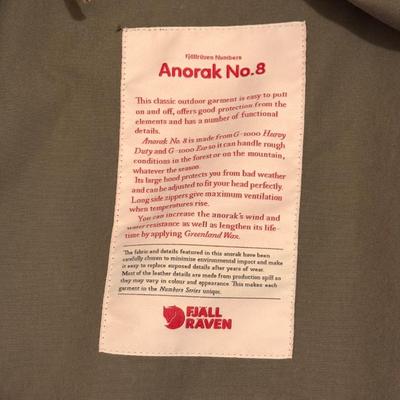 Fjällräven Numbers
Anorak No.8
This classic outdoor garment is easy to pull
on and off, offers good protection from the
elements and has a number of functional
details.
Anorak No. 8 is made from G-1000 Heavy
Duty and G-1000 Eco so it can handle rough
conditions in the forest or on the mountain,
whatever the season.
Its large hood protects you from bad weather
and can be adjusted to fit your head perfectly.
Long side zippers give maximum ventilation
when temperatures rise.
You can increase the anorak's wind and
water resistance as well as lengthen its life-
time by applying Greenland Wax.
The fabric and details featured in this anorak have been
carefully chosen to minimize environmental impact and make
it easy to replace exposed details after years of wear.
Most of the leather details are made from production spill so
they may vary in colour and appearance. This makes each
garment in the Numbers Series unique.
FJÄLL
RÄVEN